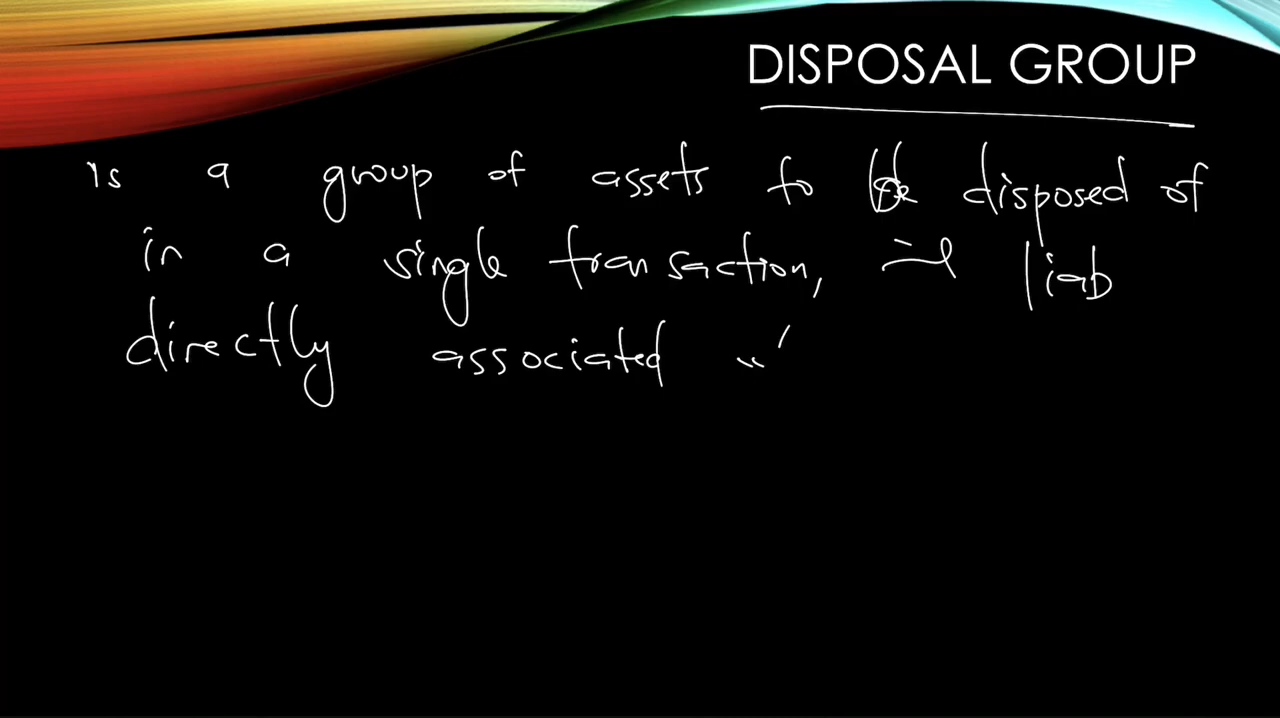 DISPOSAL GROUP
is a group of assets to be disposed of
in a single transaction, liab
directly associated